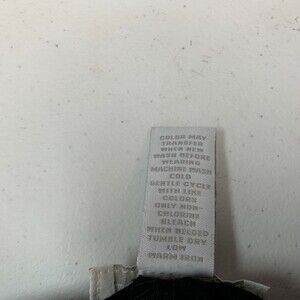 COLOR MAY
TRANSFER
WHEN NEW
WASH BEFORE
WEARING
MACHINE WASH
COLD
GENTLE CYCLE
WITH LIKE
COLORS
ONLY NON-
CHLORINE
BLEACH
WHEN NEEDED
TUMBLE DRY
LOW
WARM IRON